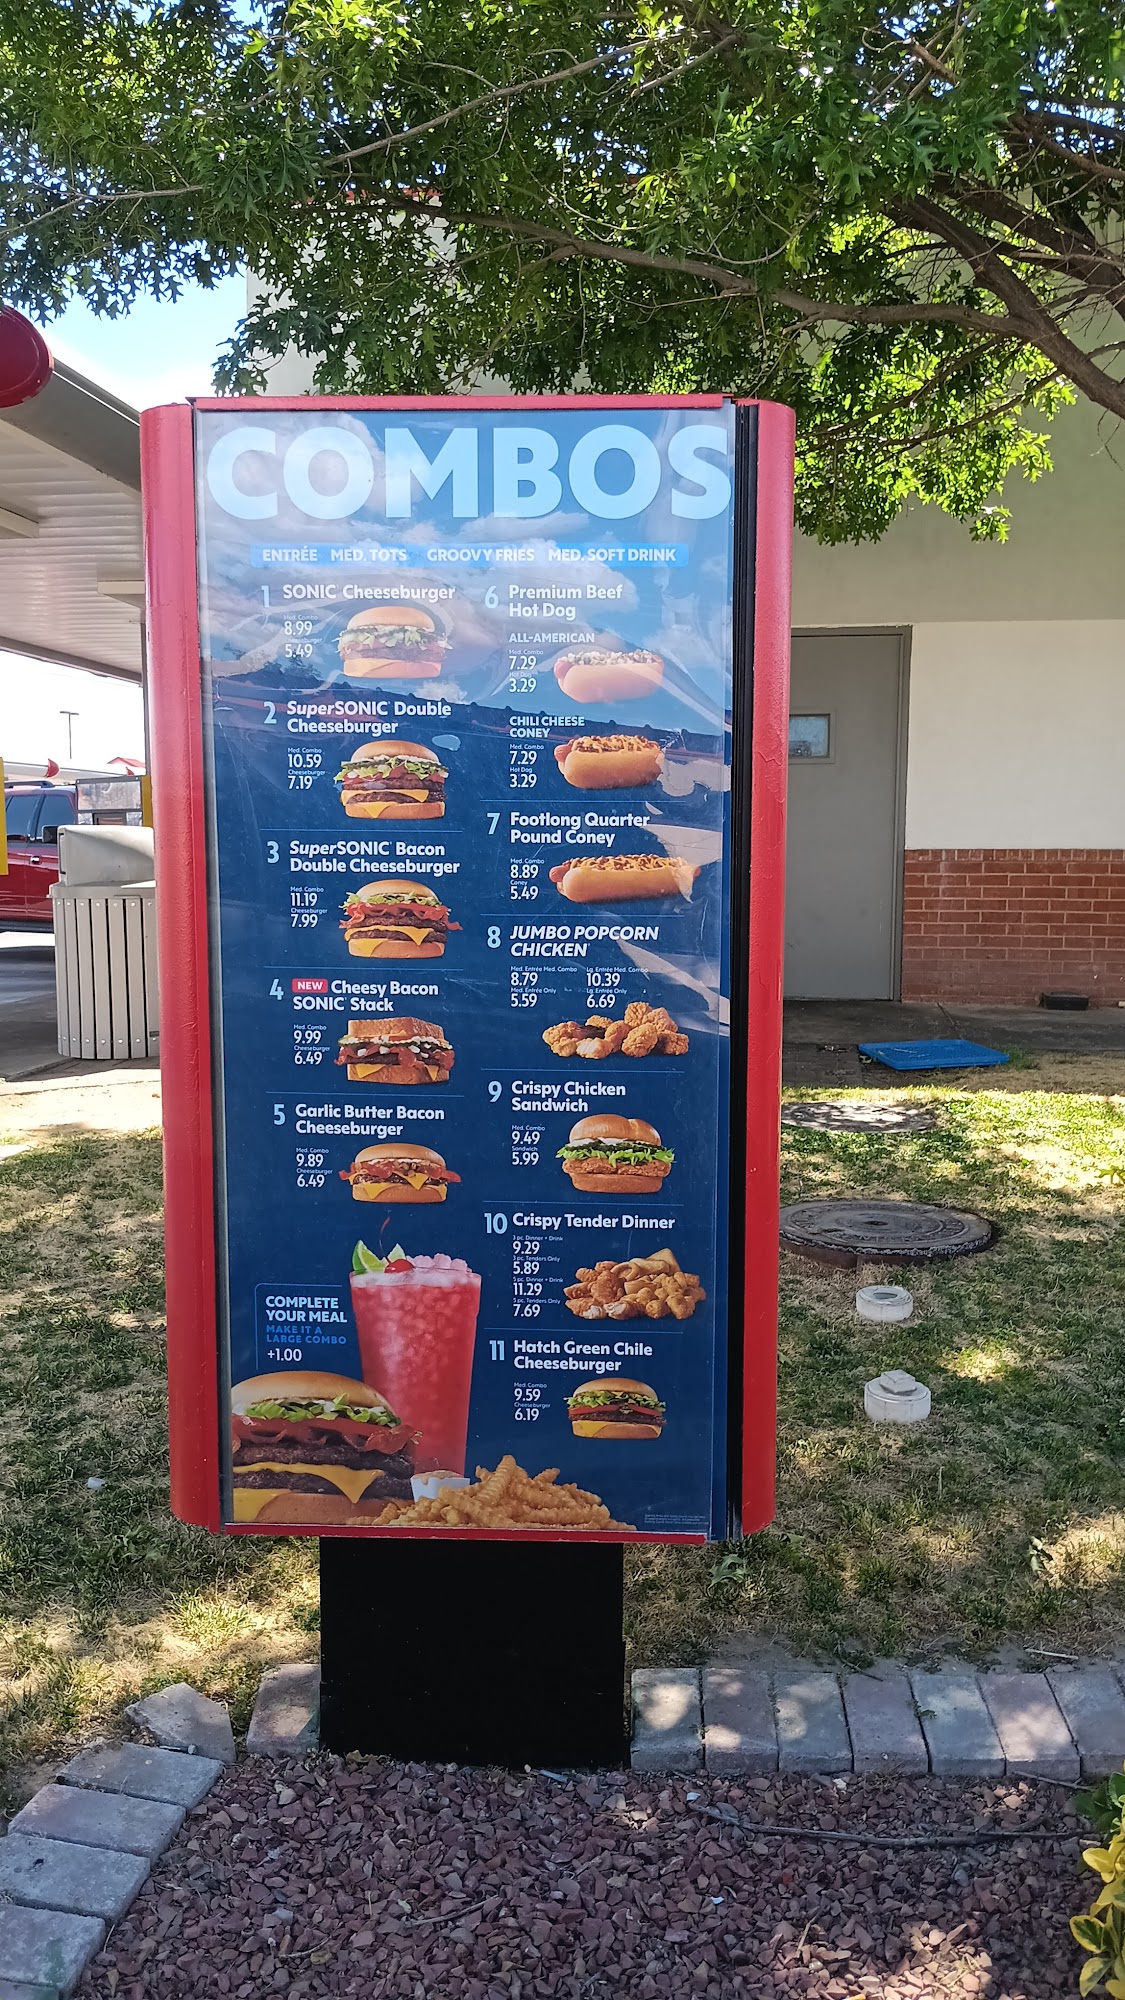 COMBOS
ENTRÉE MED. TOTS GROOVY FRIES MED. SOFT DRINK
1 SONIC Cheeseburger
Med. Combo
8.99
Cheeseburger
5.49
2 SuperSONIC Double
Cheeseburger
Med. Combo
10.59
Cheeseburger
7.19
3 SuperSONIC Bacon
Double Cheeseburger
Med. Combo
11.19
Cheeseburger
7.99
4 NEW Cheesy Bacon
SONIC Stack
Med. Combo
9.99
Cheeseburger
6.49
5 Garlic Butter Bacon
Cheeseburger
Med. Combo
9.89
Cheeseburger
6.49
COMPLETE
YOUR MEAL
MAKE IT A
LARGE COMBO
+1.00
6 Premium Beef
Hot Dog
ALL-AMERICAN
Med. Combo
7.29
Hot Dog
3.29
CHILI CHEESE
CONEY
Med. Combo
7.29
Hot Dog
3.29
7 Footlong Quarter
Pound Coney
Med. Combo
8.89
Coney
5.49
8 JUMBO POPCORN
CHICKEN
Med. Entrée Med. Combo Lg. Entrée Med. Combo
8.79 10.39
Med. Entrée Only Lg. Entrée Only
5.59 6.69
9 Crispy Chicken
Sandwich
Med. Combo
9.49
Sandwich
5.99
10 Crispy Tender Dinner
3 pc. Dinner + Drink
9.29
3 pc. Tenders Only
5.89
5 pc. Dinner + Drink
11.29
5 pc. Tenders Only
7.69
11 Hatch Green Chile
Cheeseburger
Med. Combo
9.59
Cheeseburger
6.19